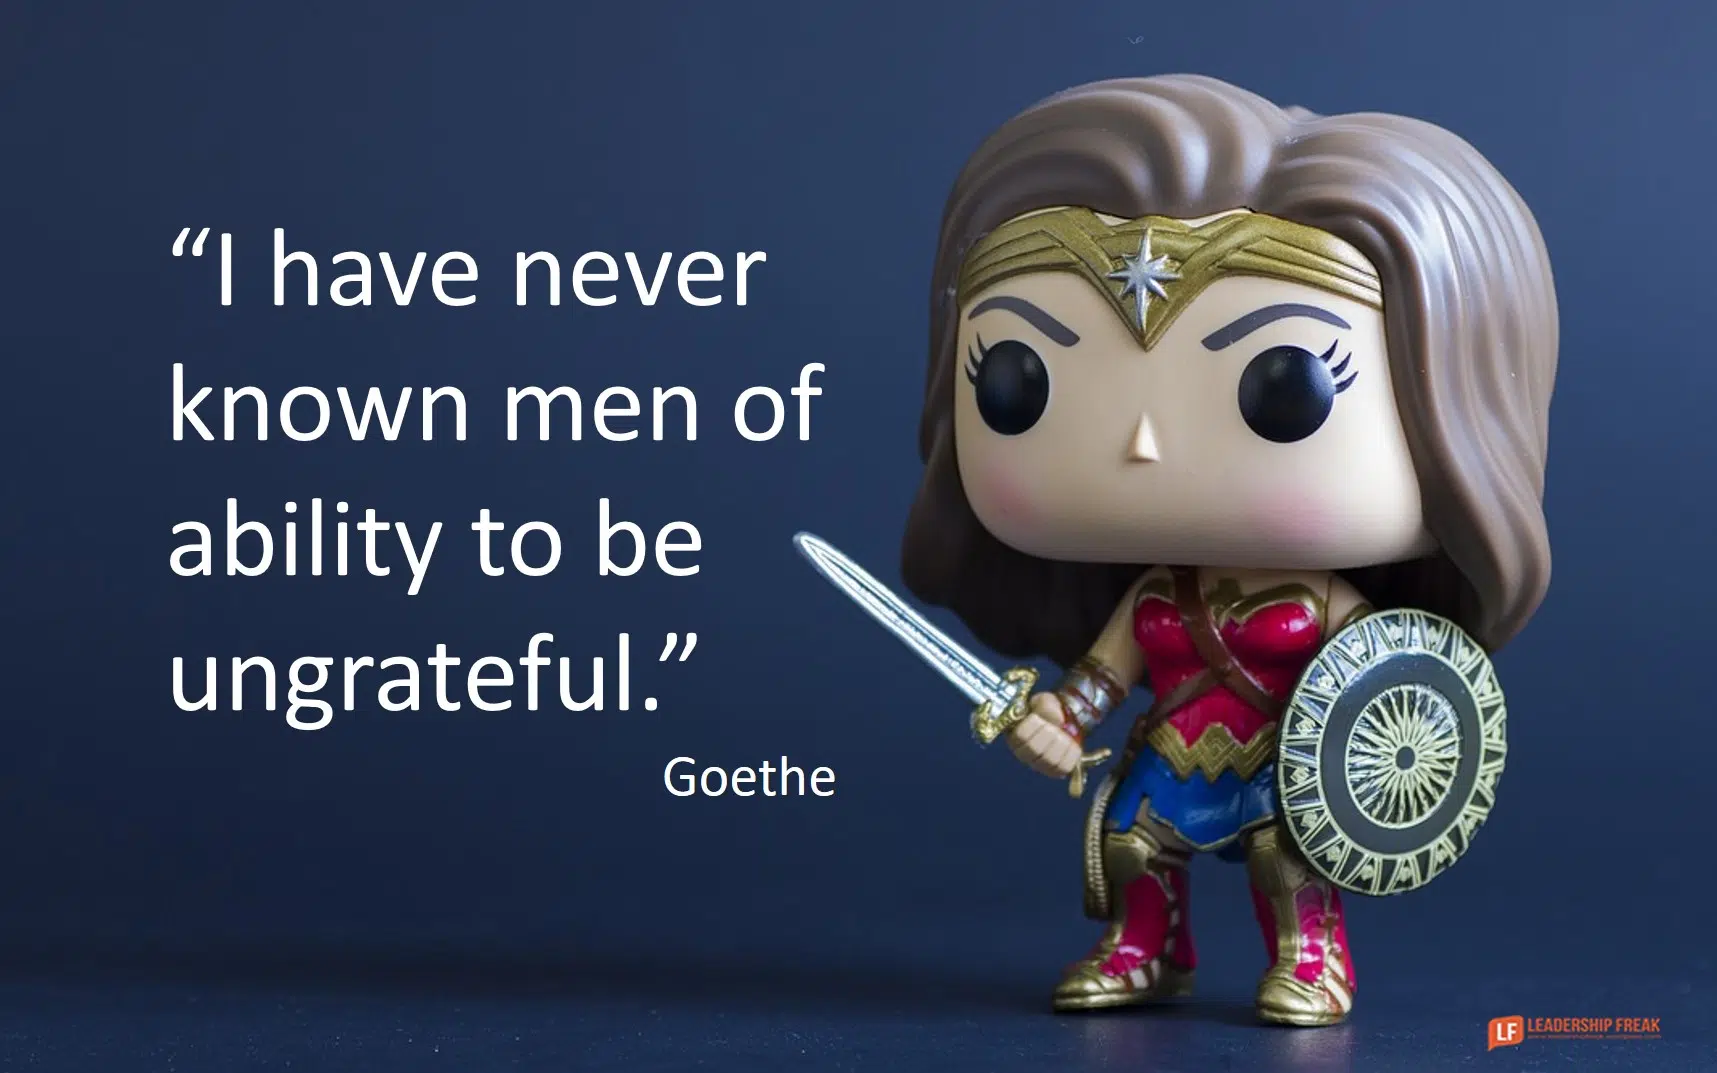 “I have never
known men of
ability to be
ungrateful.”
Goethe
LF LEADERSHIP FREAK